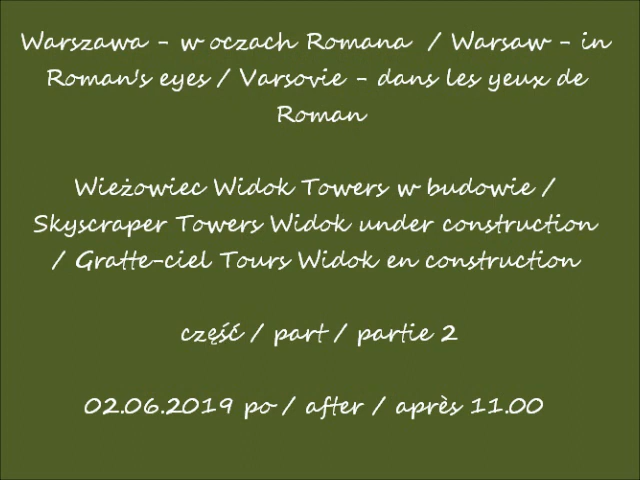 Warszawa - w oczach Romana / Warsaw - in
Roman's eyes / Varsovie - dans les yeux de
Roman
Wieżowiec Widok Towers w budowie /
Skyscraper Towers Widok under construction
/ Gratte-ciel Tours Widok en construction
część / part / partie 2
02.06.2019 po / after / après 11.00